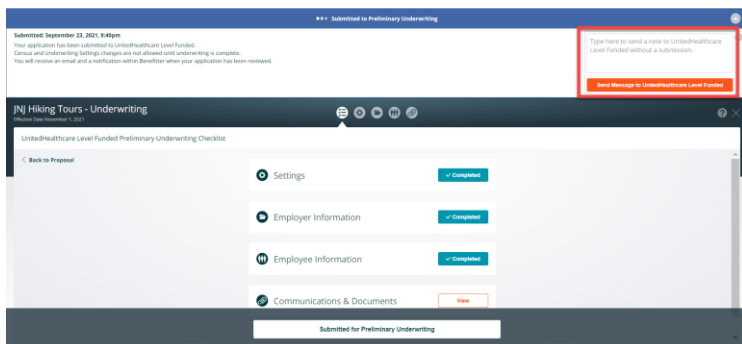 Submitted to Preliminary Underwriting
Submitted: September 23, 2021, 8:40pm
Your application has been submitted to UnitedHealthcare Level Funded.
Census and Underwriting Settings changes are not allowed until underwriting is complete.
You will receive an email and a notification within Benefitter when your application has been reviewed.
Type here to send a note to UnitedHealthcare
Level Funded without a submission.
Send Message to UnitedHealthcare Level Funded
JNJ Hiking Tours - Underwriting
Effective Date November 1, 2021
UnitedHealthcare Level Funded Preliminary Underwriting Checklist
< Back to Proposal
Settings
✓ Completed
Employer Information
✓ Completed
Employee Information
✓ Completed
Communications & Documents
View
Submitted for Preliminary Underwriting